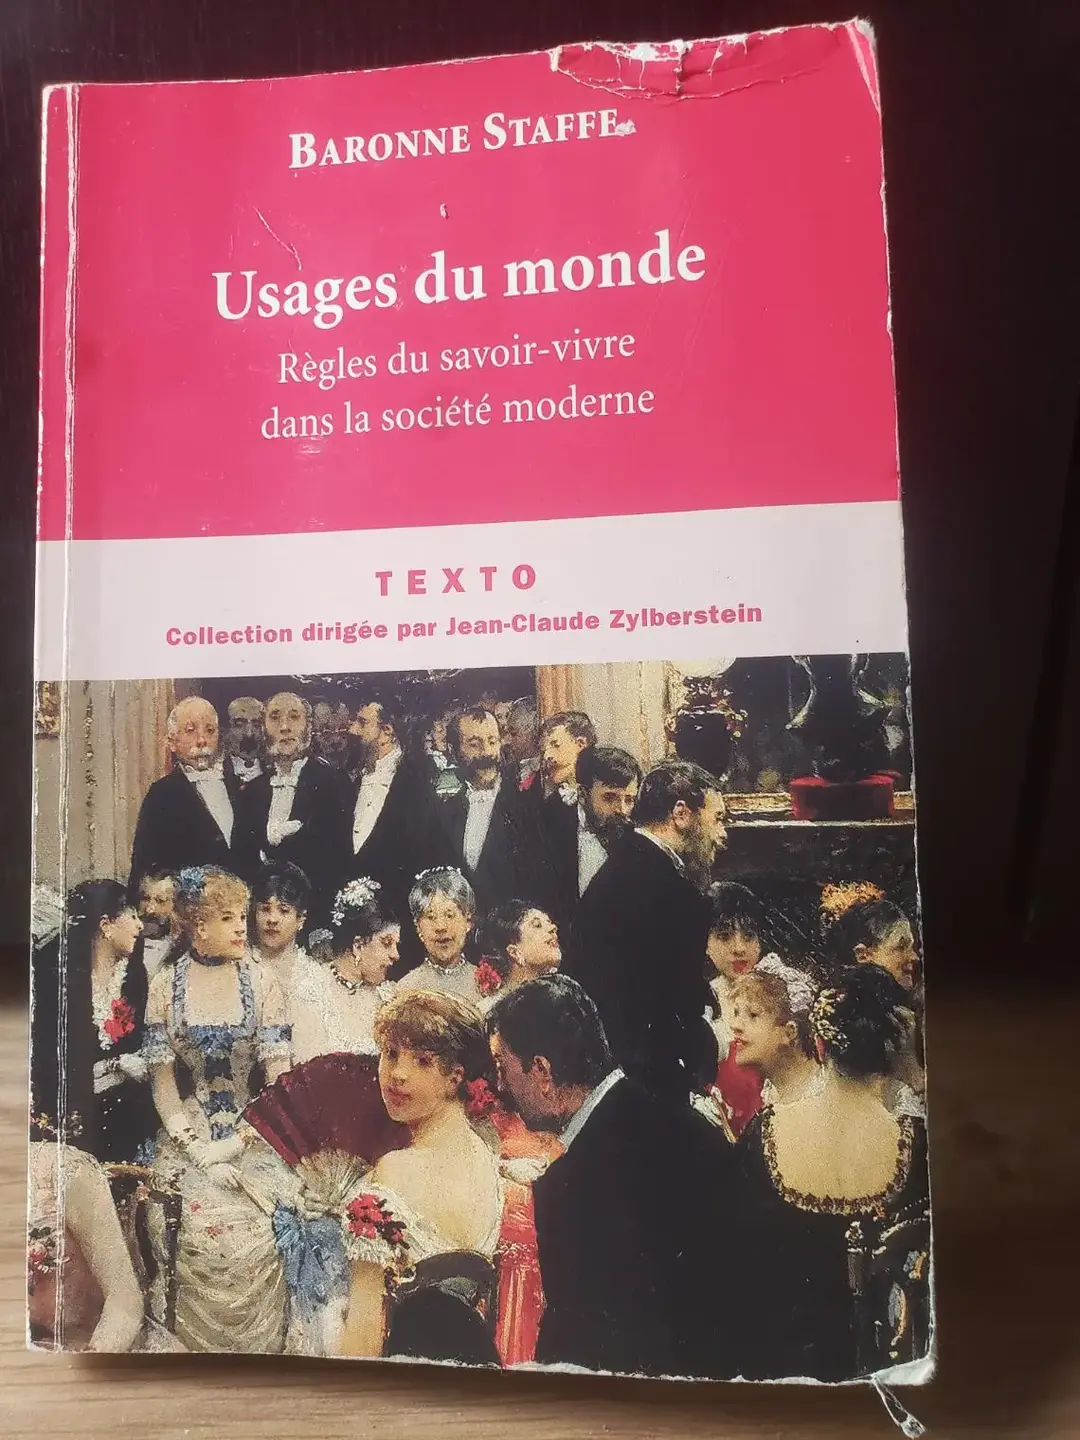 BARONNE STAFFE
Usages du monde
Règles du savoir-vivre
dans la société moderne
TEXTO
Collection dirigée par Jean-Claude Zylberstein